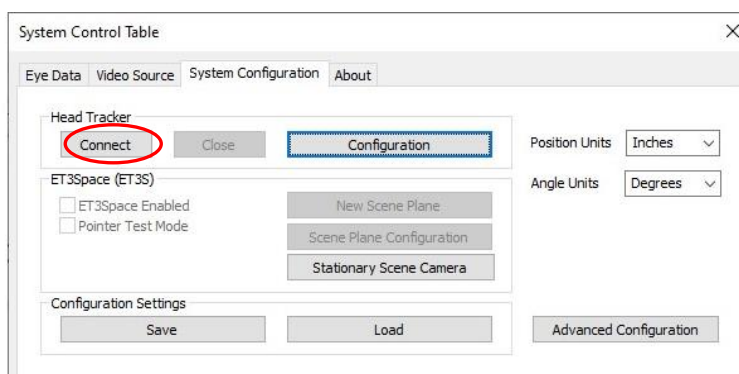 System Control Table
Eye Data Video Source System Configuration About
Head Tracker
Connect Close Configuration Position Units Inches
ET3Space (ET3S) Angle Units Degrees
ET3Space Enabled New Scene Plane
Pointer Test Mode
Scene Plane Configuration
Stationary Scene Camera
Configuration Settings
Save Load Advanced Configuration